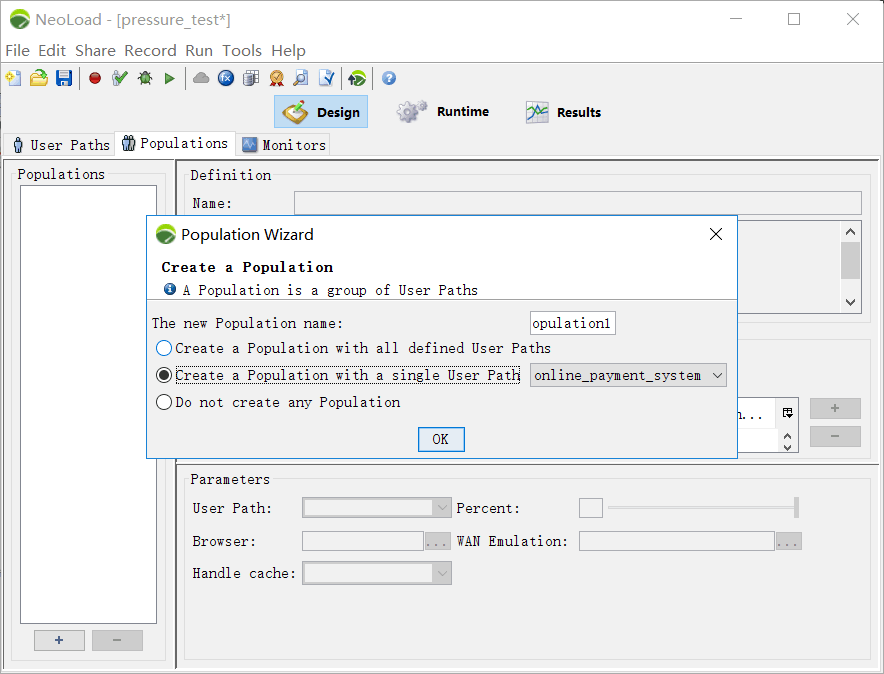 NeoLoad - [pressure_test*]
File Edit Share Record Run Tools Help
Design Runtime Results
User Paths Populations Monitors
Populations
Definition
Name:
Population Wizard
Create a Population
A Population is a group of User Paths
The new Population name: opulation1
Create a Population with all defined User Paths
Create a Population with a single User Path online_payment_system
Do not create any Population
OK
...
+
−
Parameters
User Path: Percent:
Browser: ... WAN Emulation: ...
Handle cache:
+ −